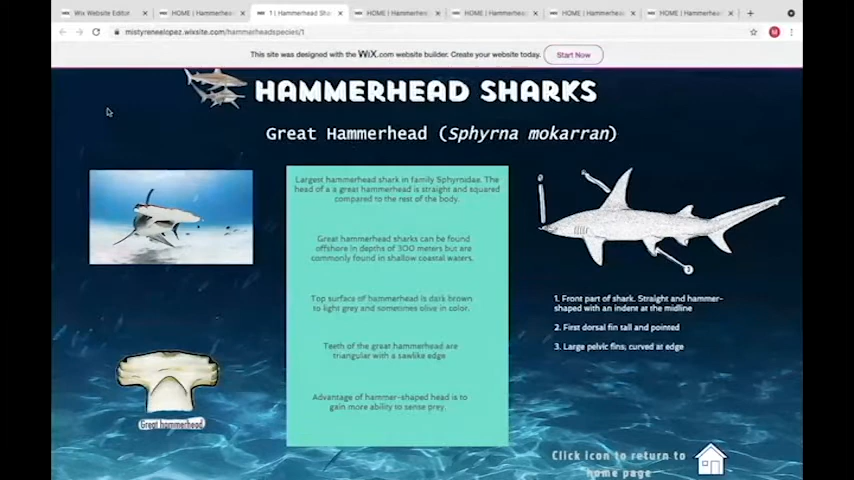 Wix Website Editor
HOME | Hammerhead
1 | Hammerhead Sha
HOME | Hammerhead
HOME | Hammerhead
HOME | Hammerhead
HOME | Hammerhead
mistyreneelopez.wixsite.com/hammerheadspecies/1
This site was designed with the WiX.com website builder. Create your website today.
Start Now
HAMMERHEAD SHARKS
Great Hammerhead (Sphyrna mokarran)
Largest hammerhead shark in family Sphyrnidae. The
head of a a great hammerhead is straight and squared
compared to the rest of the body.
Great hammerhead sharks can be found
offshore in depths of 300 meters but are
commonly found in shallow coastal waters.
Top surface of hammerhead is dark brown
to light grey and sometimes olive in color.
Teeth of the great hammerhead are
triangular with a sawlike edge
Advantage of hammer-shaped head is to
gain more ability to sense prey.
Great hammerhead
1. Front part of shark. Straight and hammer-
shaped with an indent at the midline
2. First dorsal fin tall and pointed
3. Large pelvic fins; curved at edge
Click icon to return to
home page